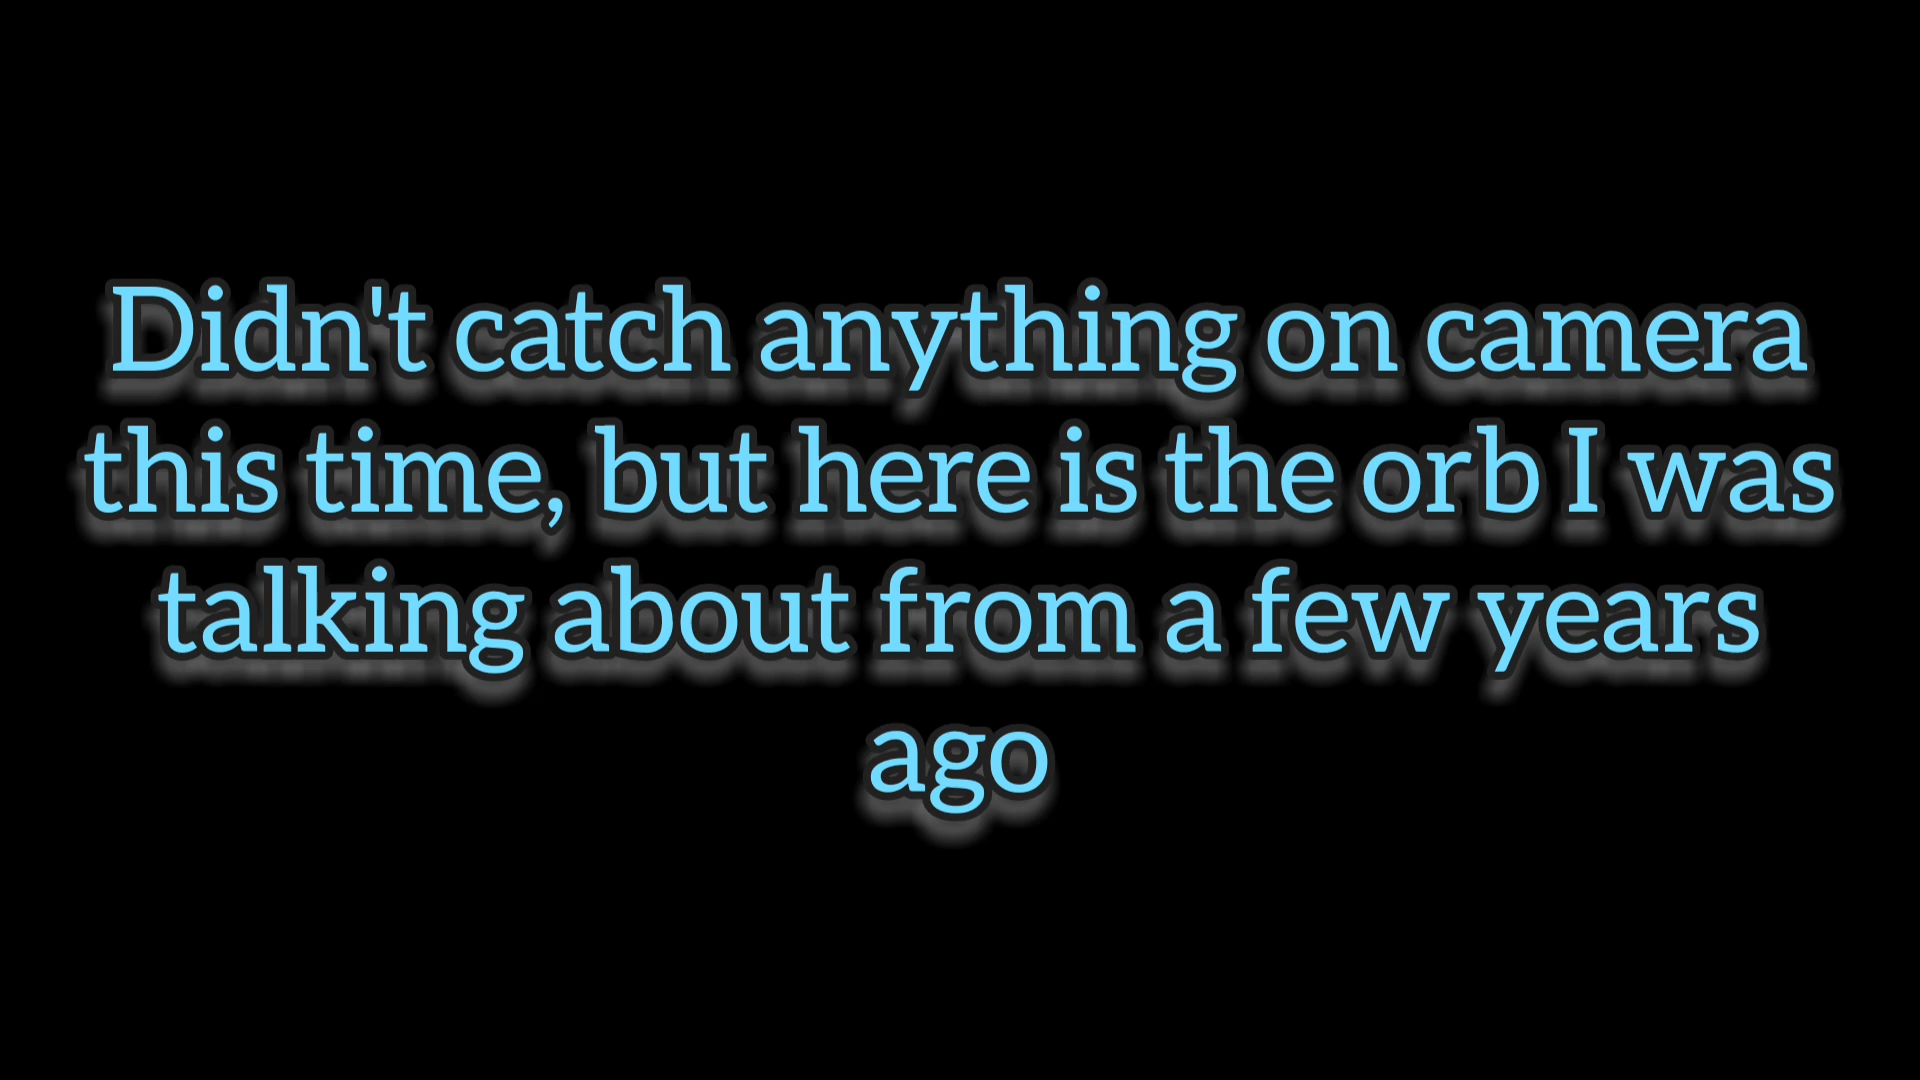 Didn't catch anything on camera
this time, but here is the orb I was
talking about from a few years
ago